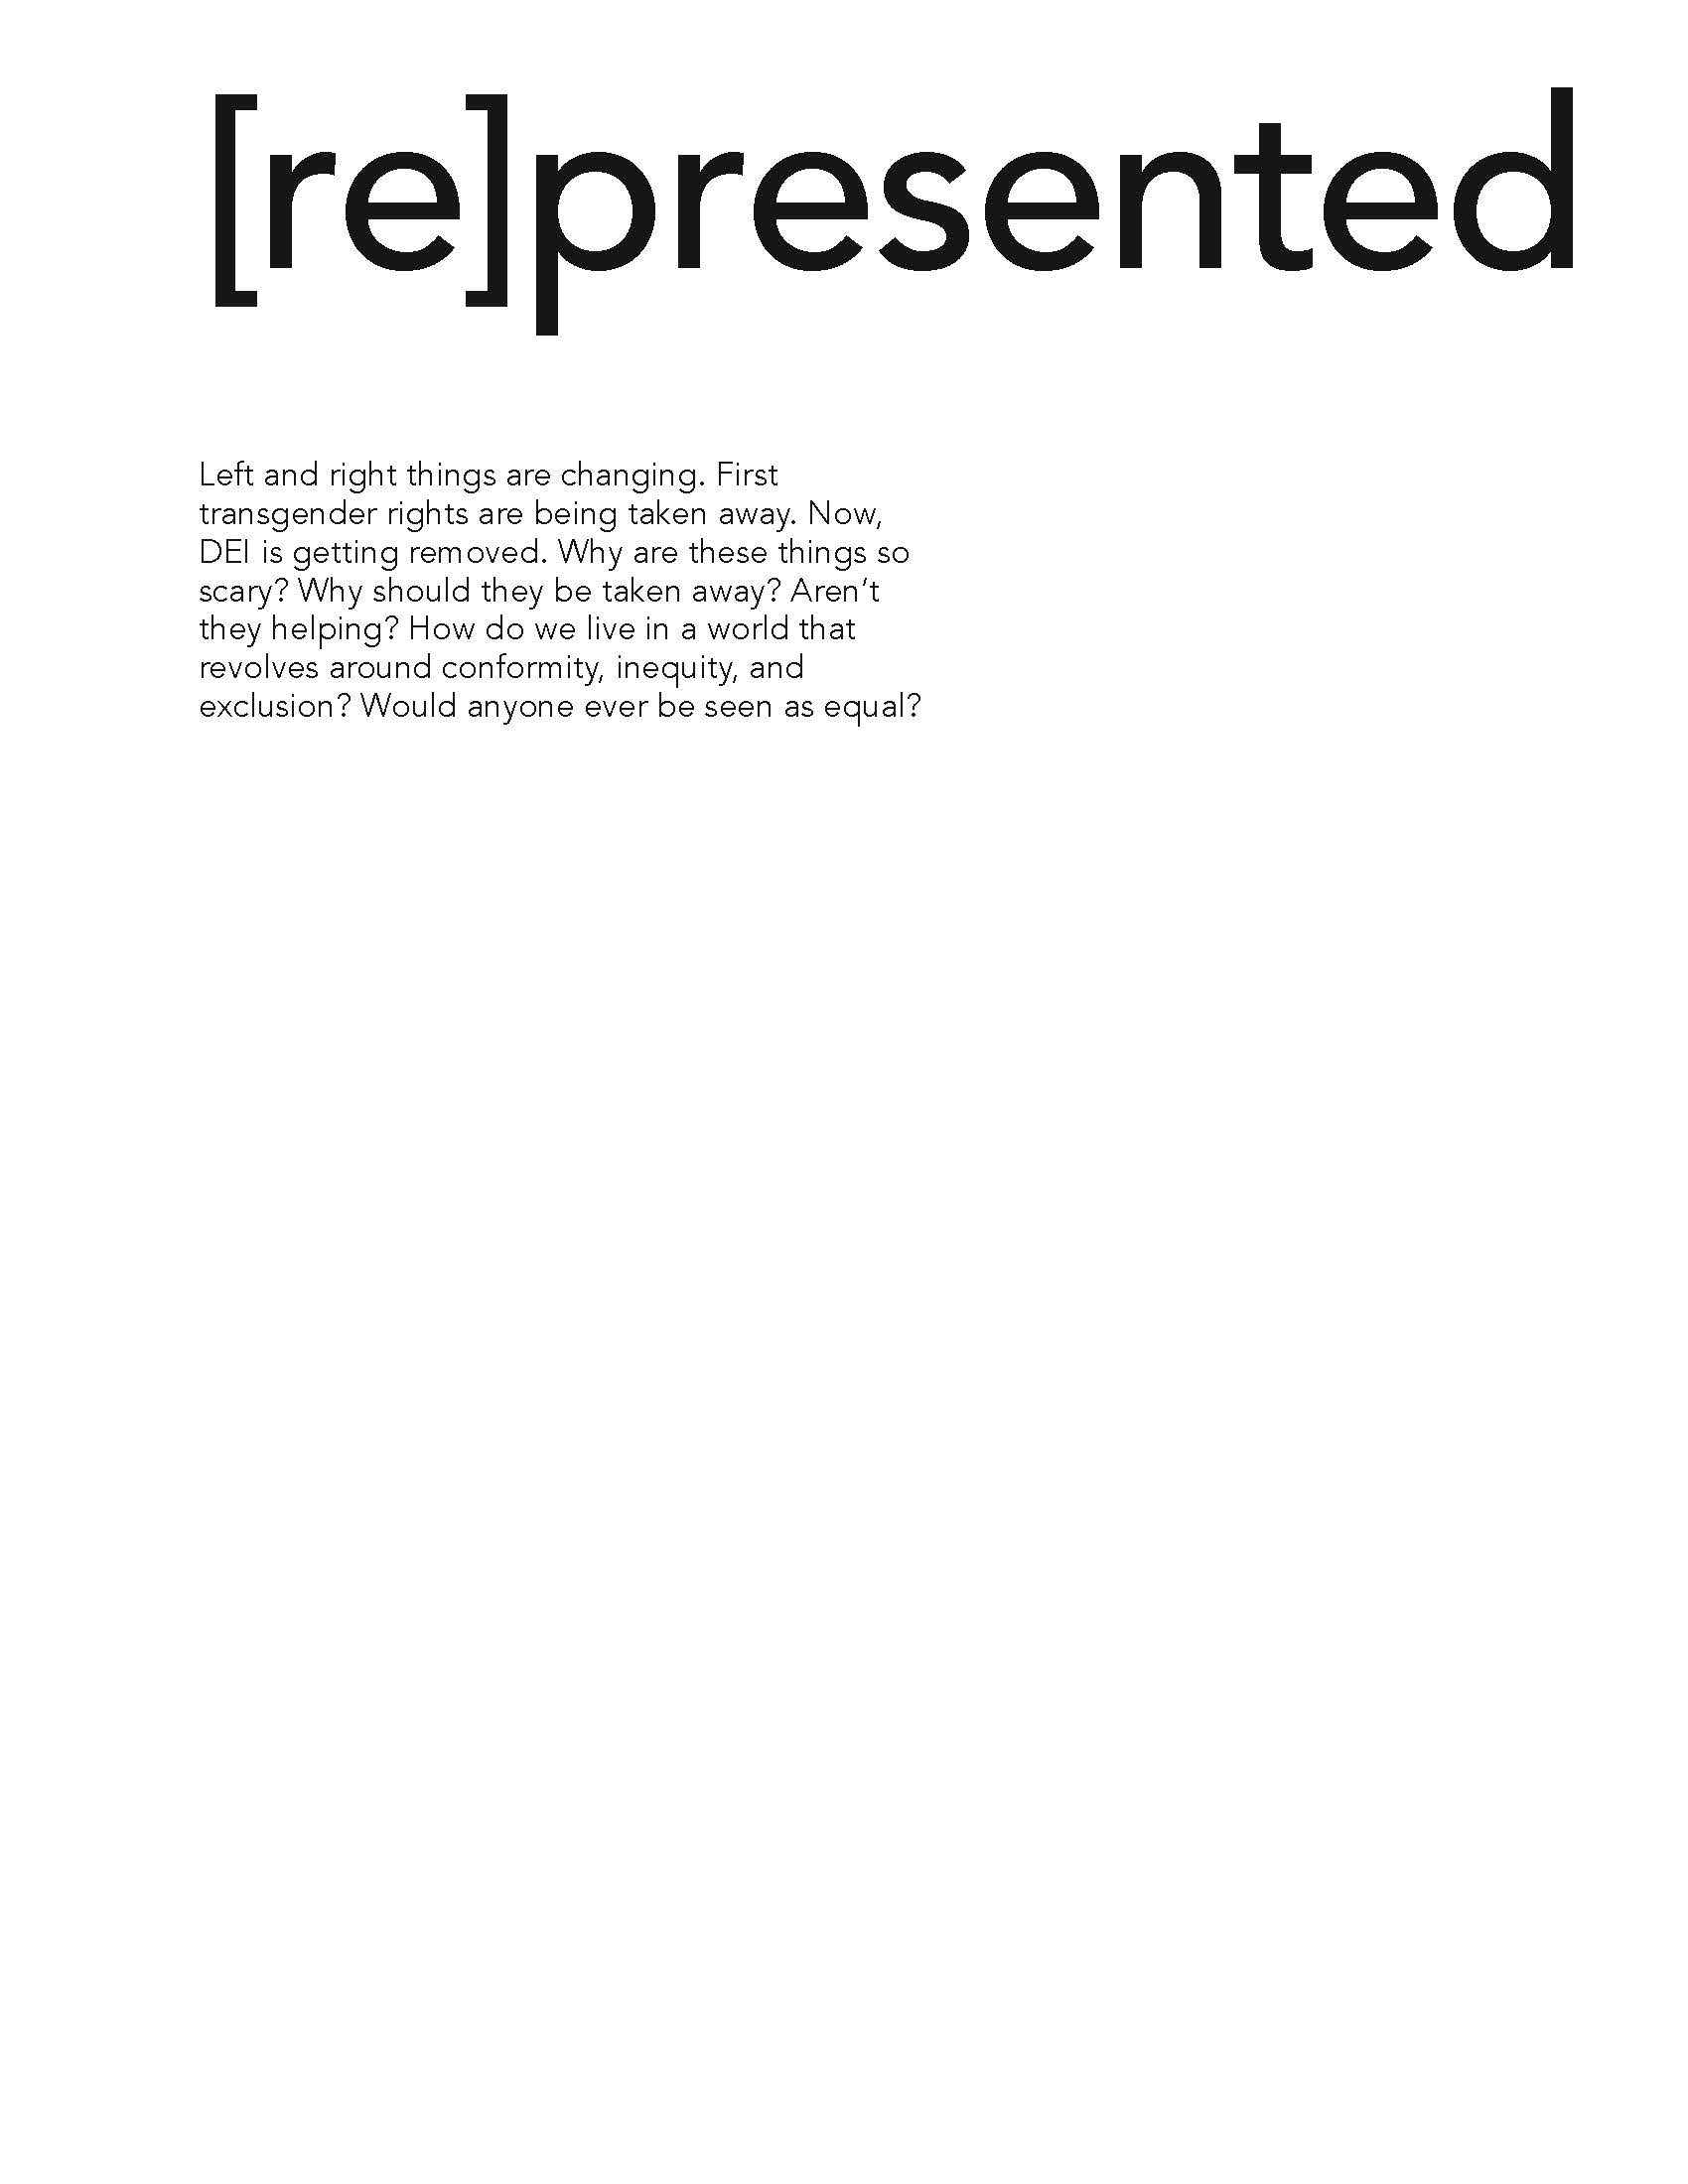 [re]presented
Left and right things are changing. First
transgender rights are being taken away. Now,
DEI is getting removed. Why are these things so
scary? Why should they be taken away? Aren’t
they helping? How do we live in a world that
revolves around conformity, inequity, and
exclusion? Would anyone ever be seen as equal?